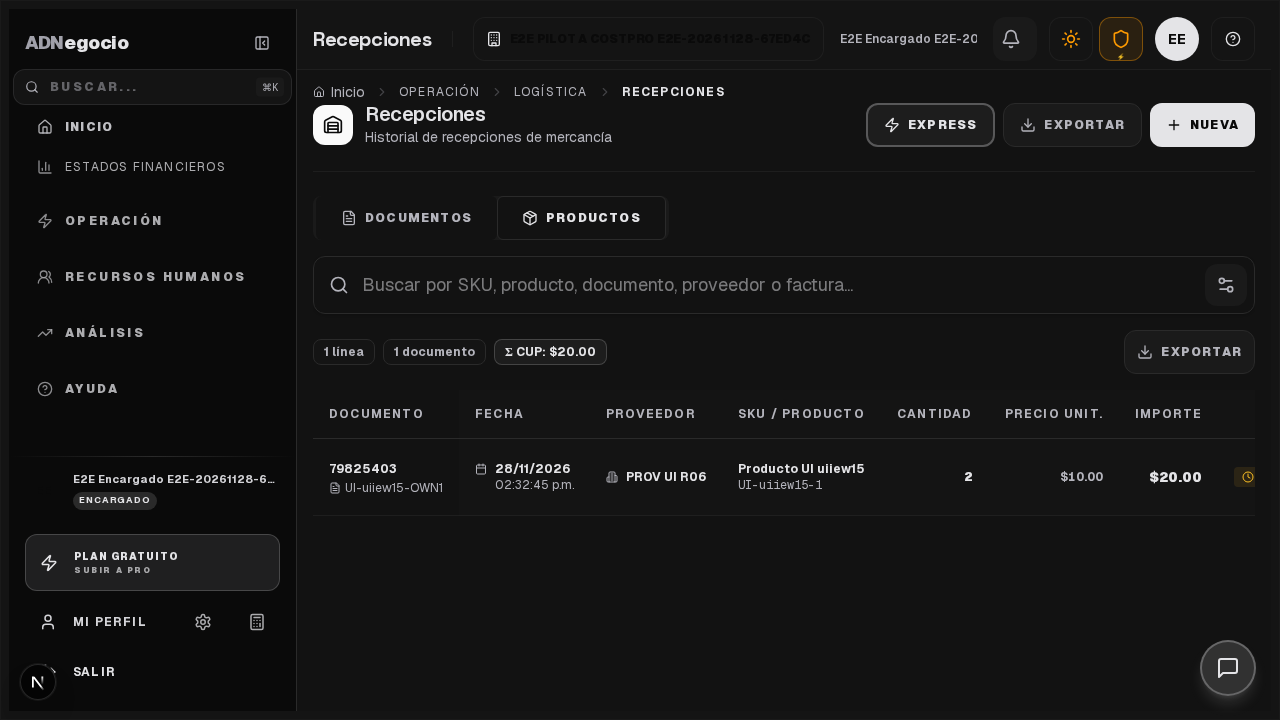 ADNegocio
BUSCAR...
⌘K
INICIO
ESTADOS FINANCIEROS
OPERACIÓN
RECURSOS HUMANOS
ANÁLISIS
AYUDA
E2E Encargado E2E-20261128-6...
ENCARGADO
PLAN GRATUITO
SUBIR A PRO
MI PERFIL
SALIR
N
Recepciones
E2E PILOT A COSTPRO E2E-20261128-67ED4C
E2E Encargado E2E-20
EE
Inicio
OPERACIÓN
LOGÍSTICA
RECEPCIONES
Recepciones
Historial de recepciones de mercancía
EXPRESS
EXPORTAR
NUEVA
DOCUMENTOS
PRODUCTOS
Buscar por SKU, producto, documento, proveedor o factura...
1 línea
1 documento
Σ CUP: $20.00
EXPORTAR
DOCUMENTO FECHA PROVEEDOR SKU / PRODUCTO CANTIDAD PRECIO UNIT. IMPORTE
79825403 28/11/2026 PROV UI R06 Producto UI uiiew15 2 $10.00 $20.00
UI-uiiew15-OWN1 02:32:45 p.m. UI-uiiew15-1